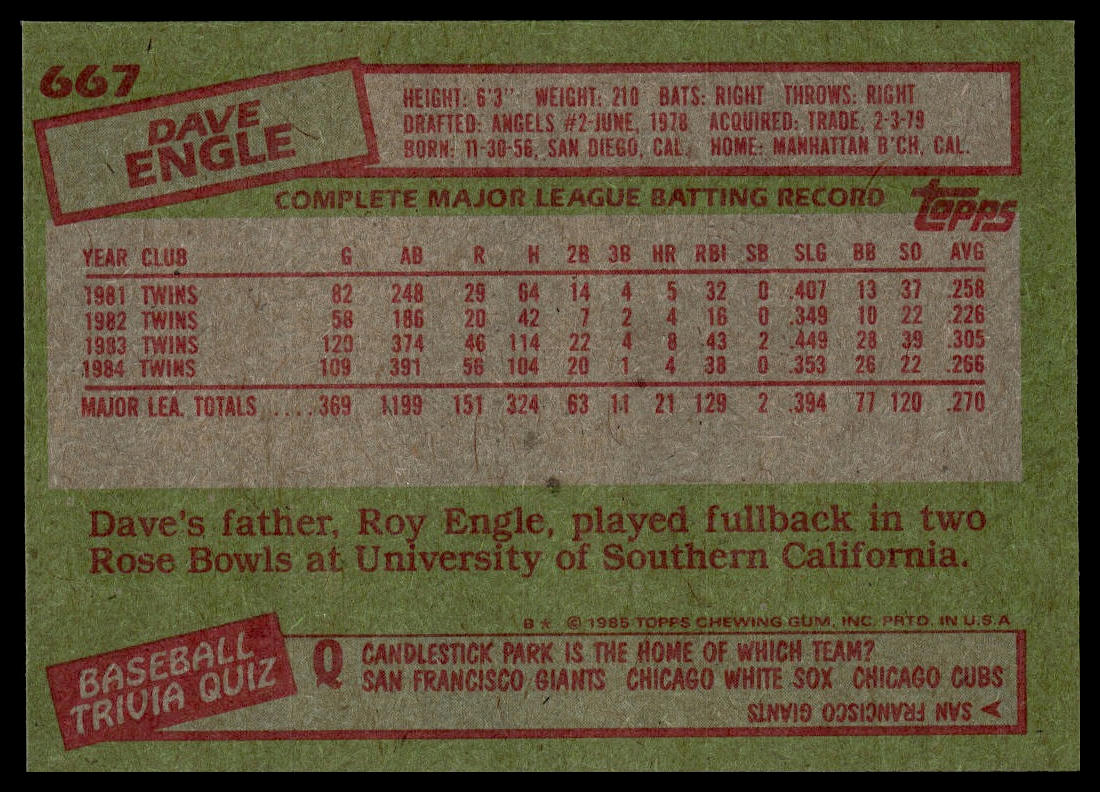 667
DAVE
ENGLE
HEIGHT: 6'3" WEIGHT: 210 BATS: RIGHT THROWS: RIGHT
DRAFTED: ANGELS #2-JUNE, 1978 ACQUIRED: TRADE, 2-3-79
BORN: 11-30-56, SAN DIEGO, CAL. HOME: MANHATTAN B'CH, CAL.
COMPLETE MAJOR LEAGUE BATTING RECORD
topps
YEAR CLUB G AB R H 2B 3B HR RBI SB SLG BB SO AVG
1981 TWINS 82 248 29 64 14 4 5 32 0 .407 13 37 .258
1982 TWINS 58 186 20 42 7 2 4 16 0 .349 10 22 .226
1983 TWINS 120 374 46 114 22 4 8 43 2 .449 28 39 .305
1984 TWINS 109 391 56 104 20 1 4 38 0 .353 26 22 .266
MAJOR LEA. TOTALS ....369 1199 151 324 63 11 21 129 2 .394 77 120 .270
Dave's father, Roy Engle, played fullback in two
Rose Bowls at University of Southern California.
B* © 1985 TOPPS CHEWING GUM, INC. PRTD. IN U.S.A
BASEBALL
TRIVIA QUIZ
Q CANDLESTICK PARK IS THE HOME OF WHICH TEAM?
SAN FRANCISCO GIANTS CHICAGO WHITE SOX CHICAGO CUBS
A SAN FRANCISCO GIANTS